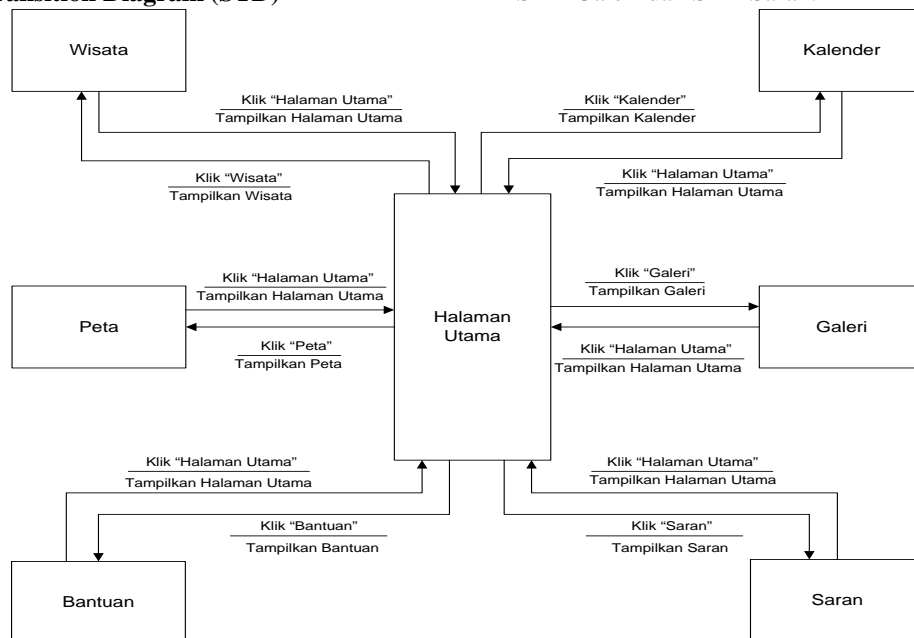 Transition Diagram (STD)
Wisata
Kalender
Klik “Halaman Utama”
Tampilkan Halaman Utama
Klik “Kalender”
Tampilkan Kalender
Klik “Wisata”
Tampilkan Wisata
Klik “Halaman Utama”
Tampilkan Halaman Utama
Klik “Halaman Utama”
Tampilkan Halaman Utama
Klik “Galeri”
Tampilkan Galeri
Peta
Halaman
Utama
Galeri
Klik “Peta”
Tampilkan Peta
Klik “Halaman Utama”
Tampilkan Halaman Utama
Klik “Halaman Utama”
Tampilkan Halaman Utama
Klik “Halaman Utama”
Tampilkan Halaman Utama
Klik “Bantuan”
Tampilkan Bantuan
Klik “Saran”
Tampilkan Saran
Bantuan
Saran